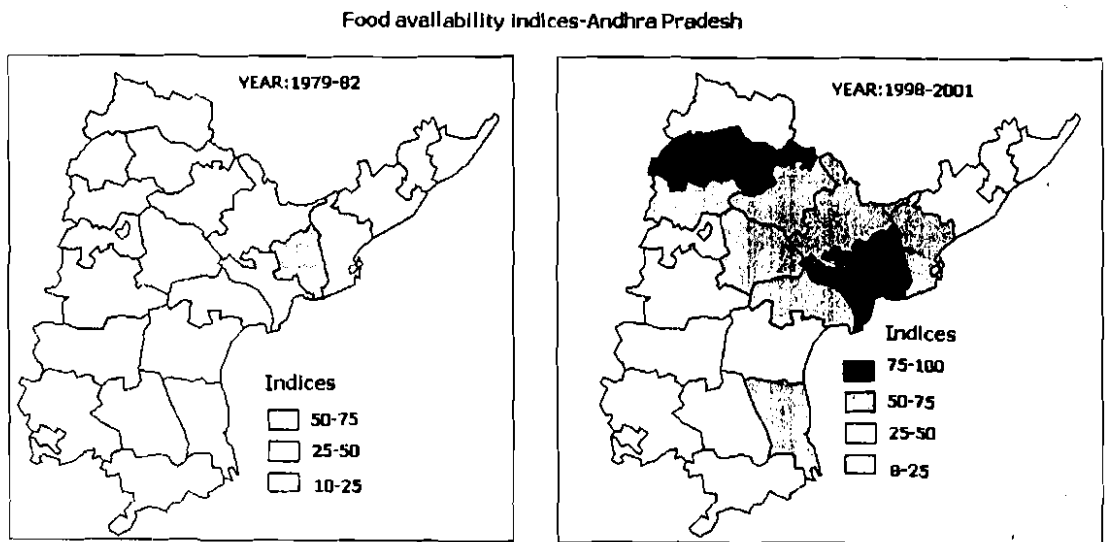 Food availability indices-Andhra Pradesh
YEAR:1979-82
Indices
50-75
25-50
10-25
YEAR:1998-2001
Indices
75-100
50-75
25-50
8-25